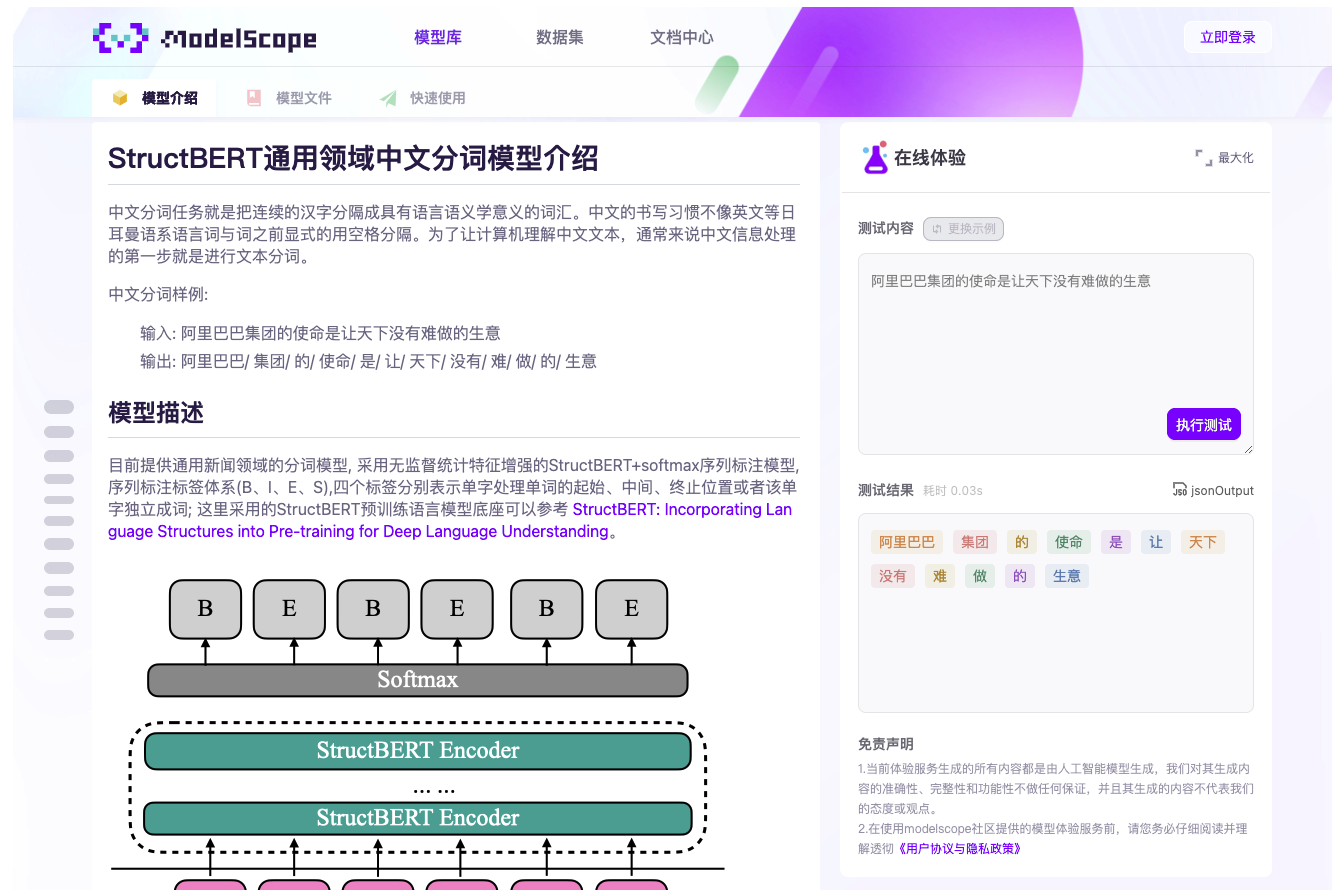 ModelScope
模型库
数据集
文档中心
立即登录
模型介绍
模型文件
快速使用
StructBERT通用领域中文分词模型介绍
中文分词任务就是把连续的汉字分隔成具有语言语义学意义的词汇。中文的书写习惯不像英文等日
耳曼语系语言词与词之前显式的用空格分隔。为了让计算机理解中文文本，通常来说中文信息处理
的第一步就是进行文本分词。
中文分词样例:
输入: 阿里巴巴集团的使命是让天下没有难做的生意
输出: 阿里巴巴/ 集团/ 的/ 使命/ 是/ 让/ 天下/ 没有/ 难/ 做/ 的/ 生意
模型描述
目前提供通用新闻领域的分词模型, 采用无监督统计特征增强的StructBERT+softmax序列标注模型,
序列标注标签体系(B、I、E、S),四个标签分别表示单字处理单词的起始、中间、终止位置或者该单
字独立成词; 这里采用的StructBERT预训练语言模型底座可以参考 StructBERT: Incorporating Lan
guage Structures into Pre-training for Deep Language Understanding。
B E B E B E
Softmax
StructBERT Encoder
... ...
StructBERT Encoder
在线体验
最大化
测试内容 更换示例
阿里巴巴集团的使命是让天下没有难做的生意
执行测试
测试结果 耗时 0.03s
JSO jsonOutput
阿里巴巴 集团 的 使命 是 让 天下
没有 难 做 的 生意
免责声明
1.当前体验服务生成的所有内容都是由人工智能模型生成，我们对其生成内
容的准确性、完整性和功能性不做任何保证，并且其生成的内容不代表我们
的态度或观点。
2.在使用modelscope社区提供的模型体验服务前，请您务必仔细阅读并理
解透彻《用户协议与隐私政策》